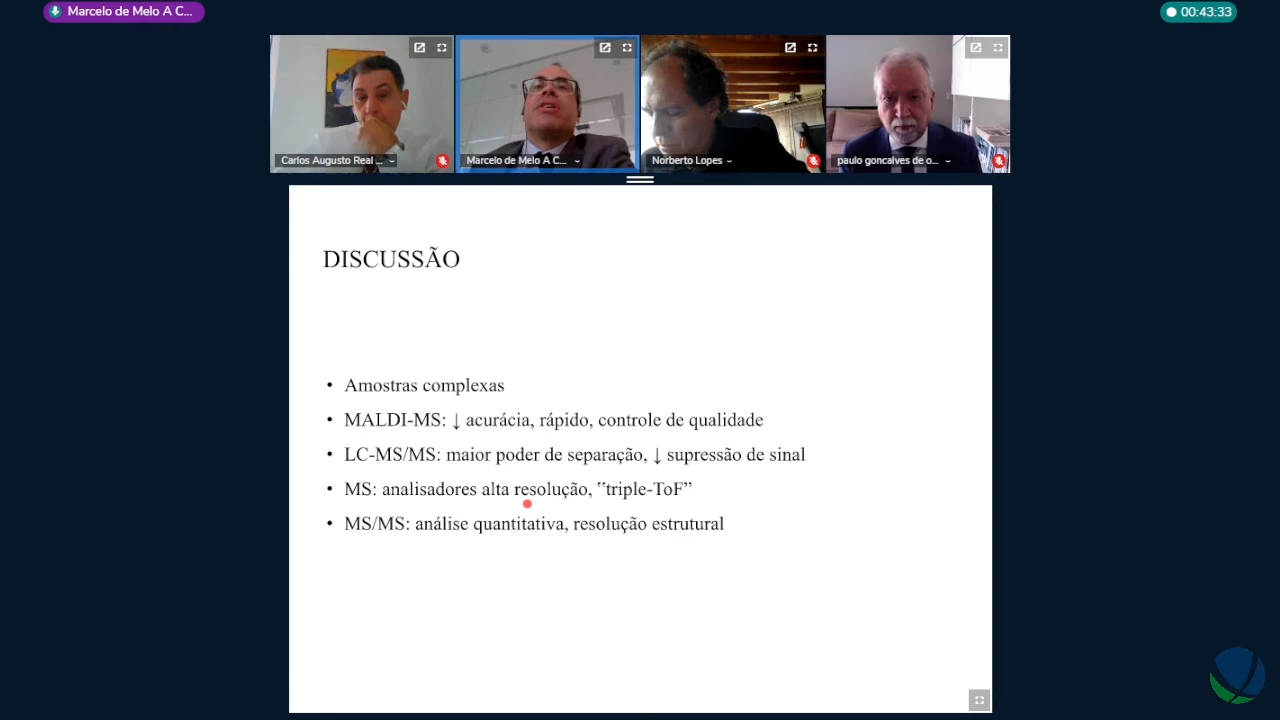 Marcelo de Melo A C...
00:43:33
Carlos Augusto Real ...
Marcelo de Melo A C...
Norberto Lopes
paulo goncalves de o...
DISCUSSÃO
• Amostras complexas
• MALDI-MS: ↓ acurácia, rápido, controle de qualidade
• LC-MS/MS: maior poder de separação, ↓ supressão de sinal
• MS: analisadores alta resolução, “triple-ToF”
• MS/MS: análise quantitativa, resolução estrutural